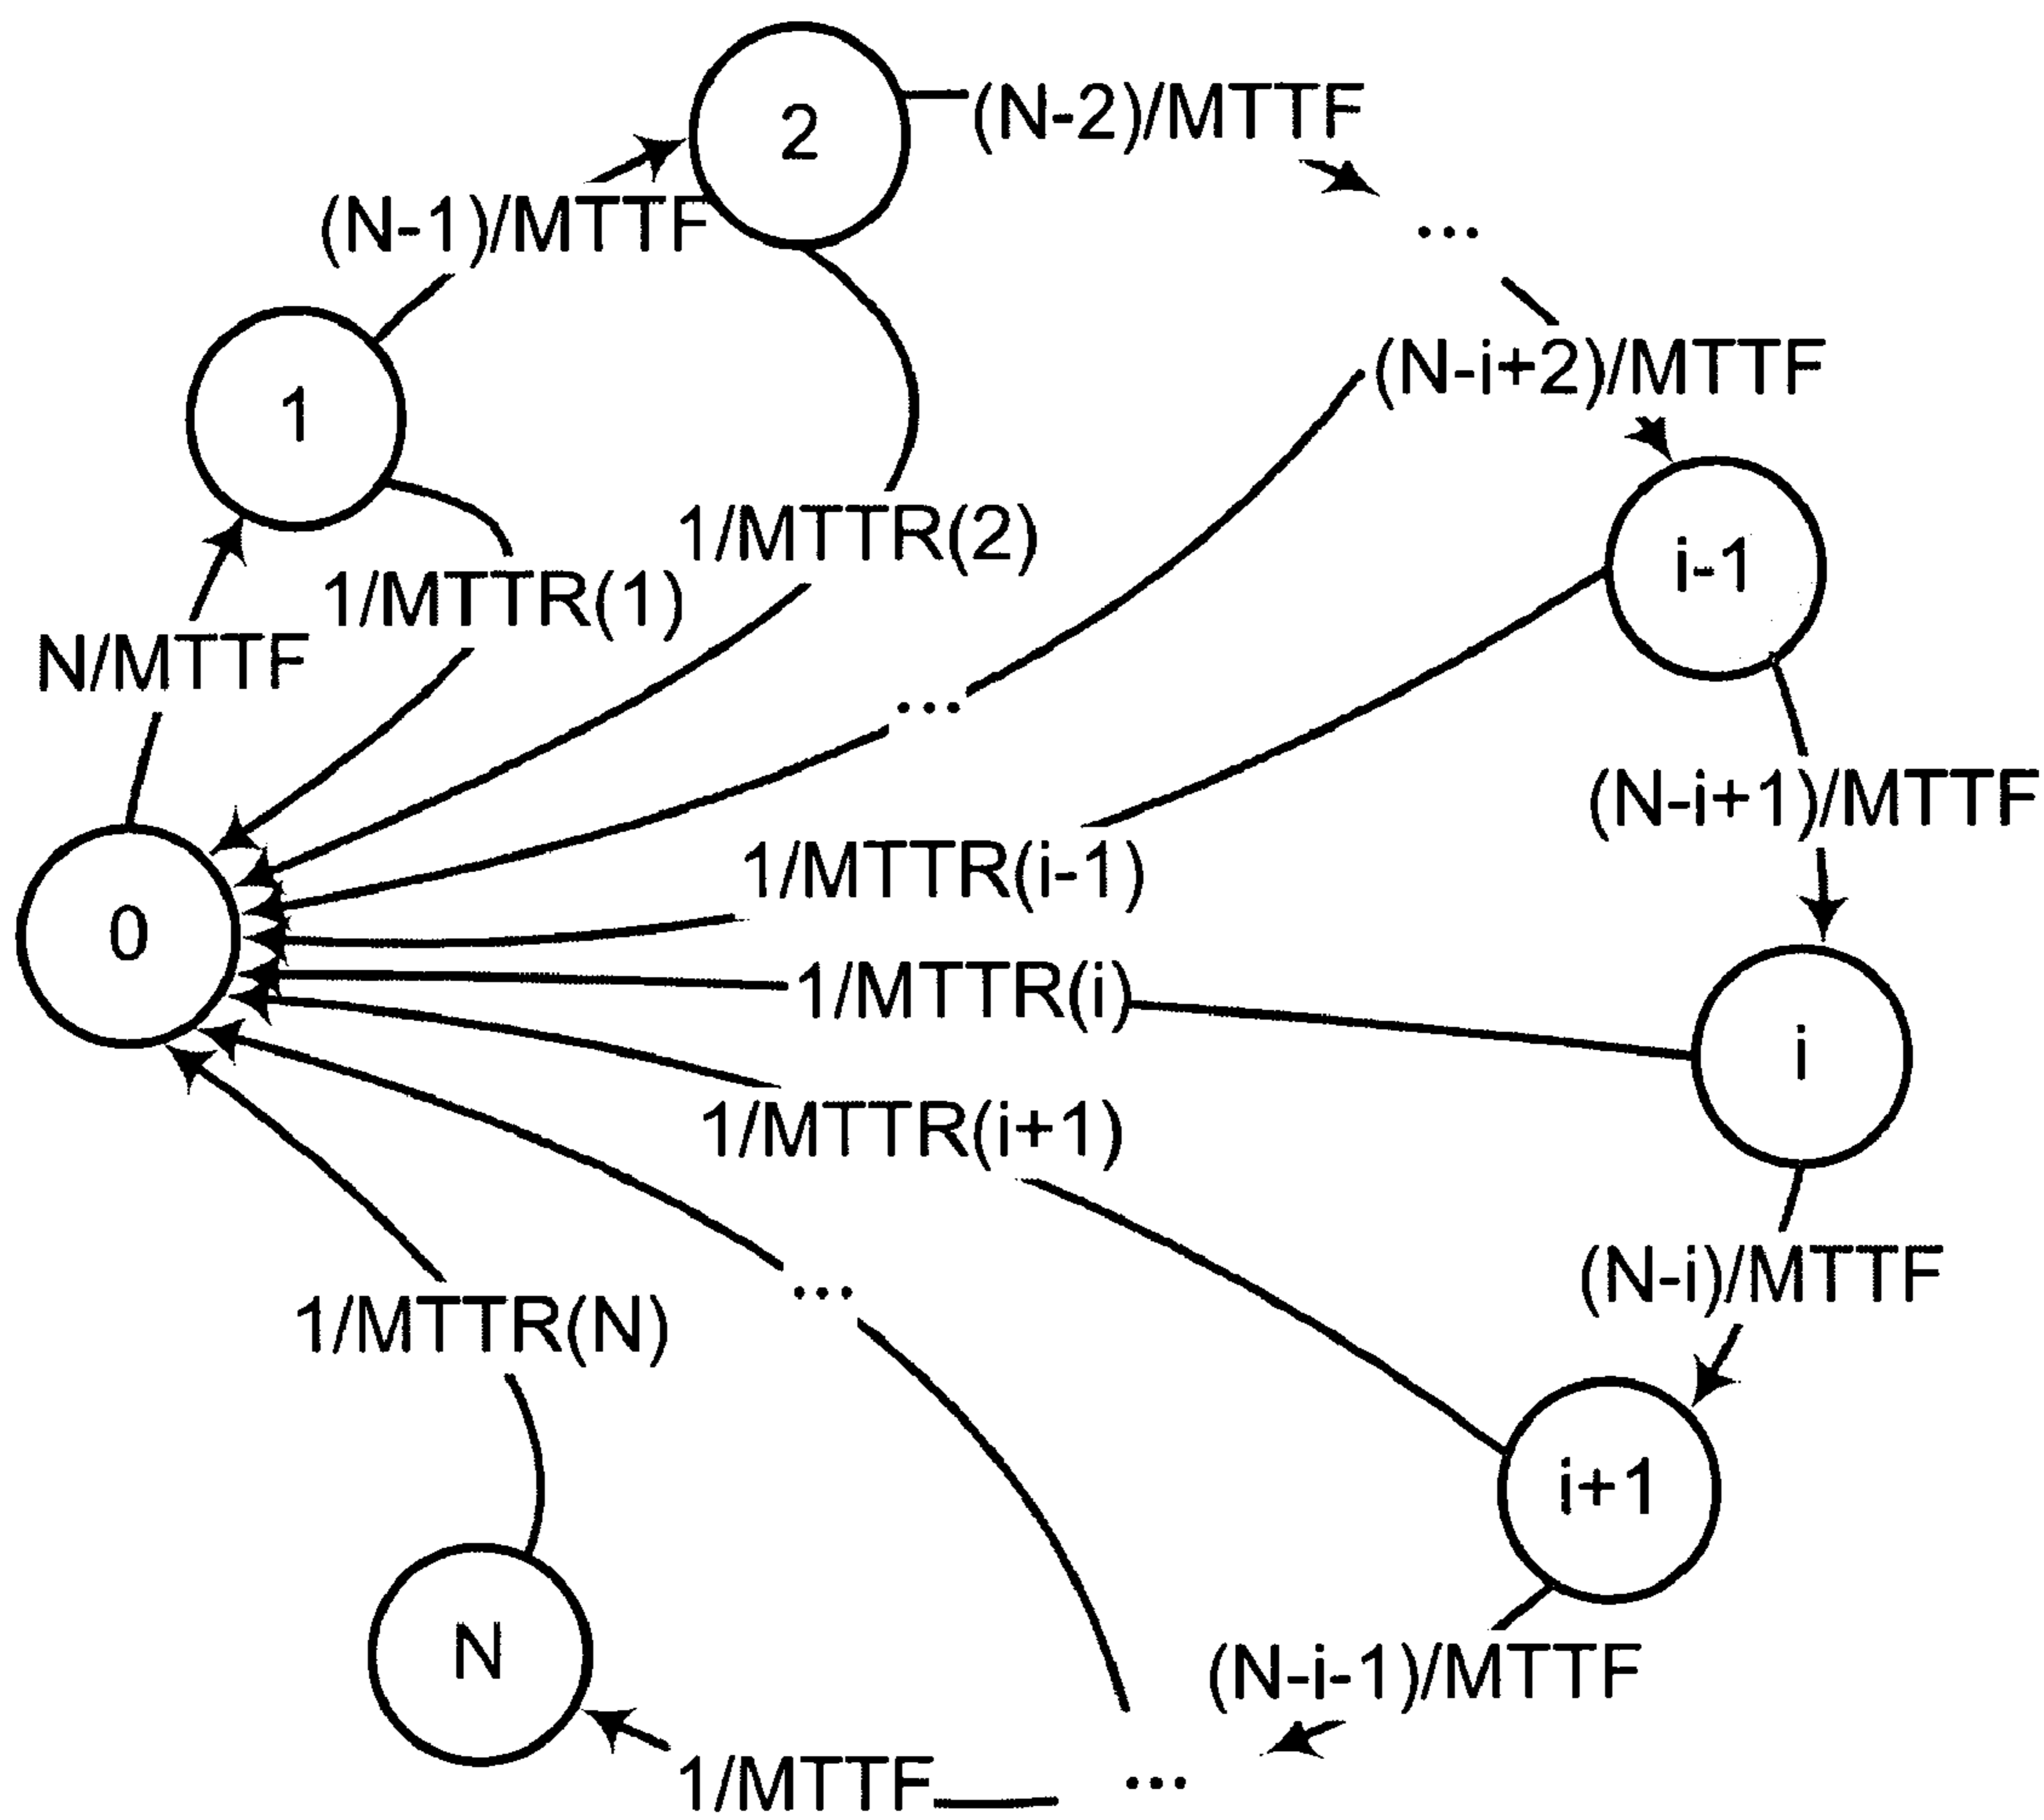 2
(N-2)/MTTF
(N-1)/MTTF
...
(N-i+2)/MTTF
1
1/MTTR(2)
i-1
1/MTTR(1)
N/MTTF
...
(N-i+1)/MTTF
1/MTTR(i-1)
0
1/MTTR(i)
i
1/MTTR(i+1)
(N-i)/MTTF
...
1/MTTR(N)
i+1
N
(N-i-1)/MTTF
1/MTTF
...